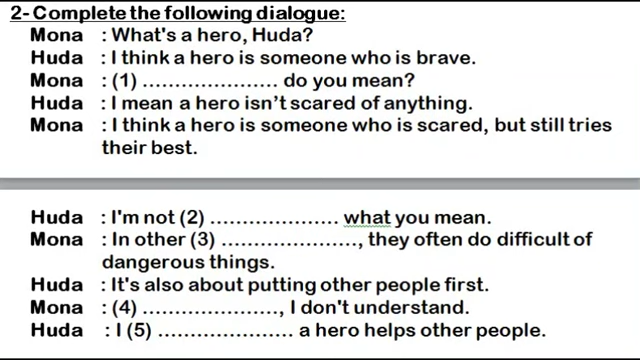 2- Complete the following dialogue:
Mona : What's a hero, Huda?
Huda : I think a hero is someone who is brave.
Mona : (1) ..................... do you mean?
Huda : I mean a hero isn't scared of anything.
Mona : I think a hero is someone who is scared, but still tries
their best.
Huda : I'm not (2) .................... what you mean.
Mona : In other (3) ....................., they often do difficult of
dangerous things.
Huda : It's also about putting other people first.
Mona : (4) ....................., I don't understand.
Huda : I (5) ..................... a hero helps other people.